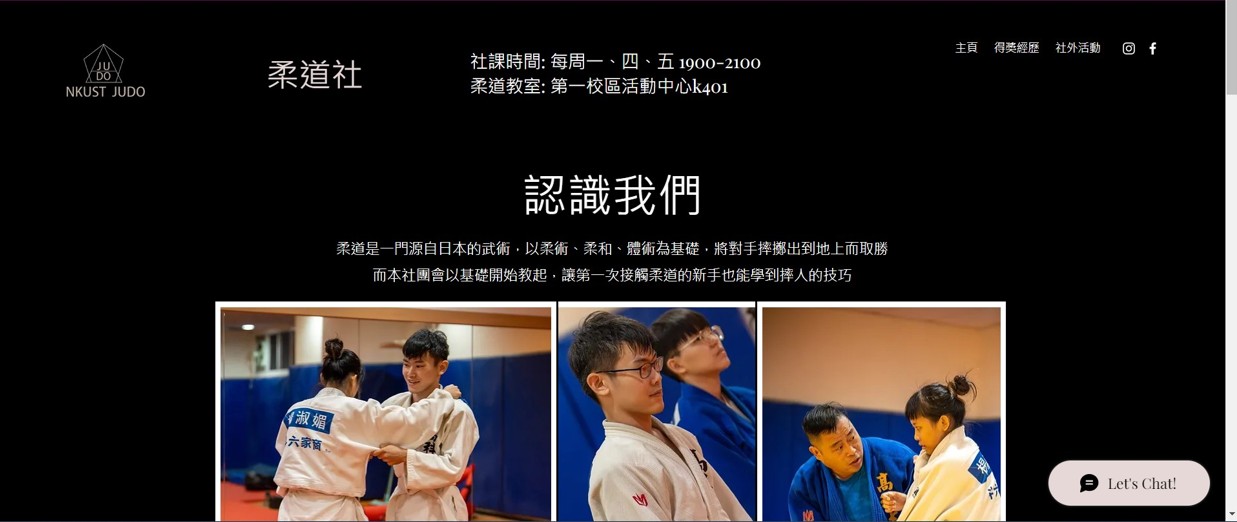 JU
DO
NKUST JUDO
柔道社
社課時間: 每周一、四、五 1900-2100
柔道教室: 第一校區活動中心k401
主頁 得獎經歷 社外活動
認識我們
柔道是一門源自日本的武術，以柔術、柔和、體術為基礎，將對手摔擲出到地上而取勝
而本社團會以基礎開始教起，讓第一次接觸柔道的新手也能學到摔人的技巧
淑媚
六家高
高
楊
Let's Chat!